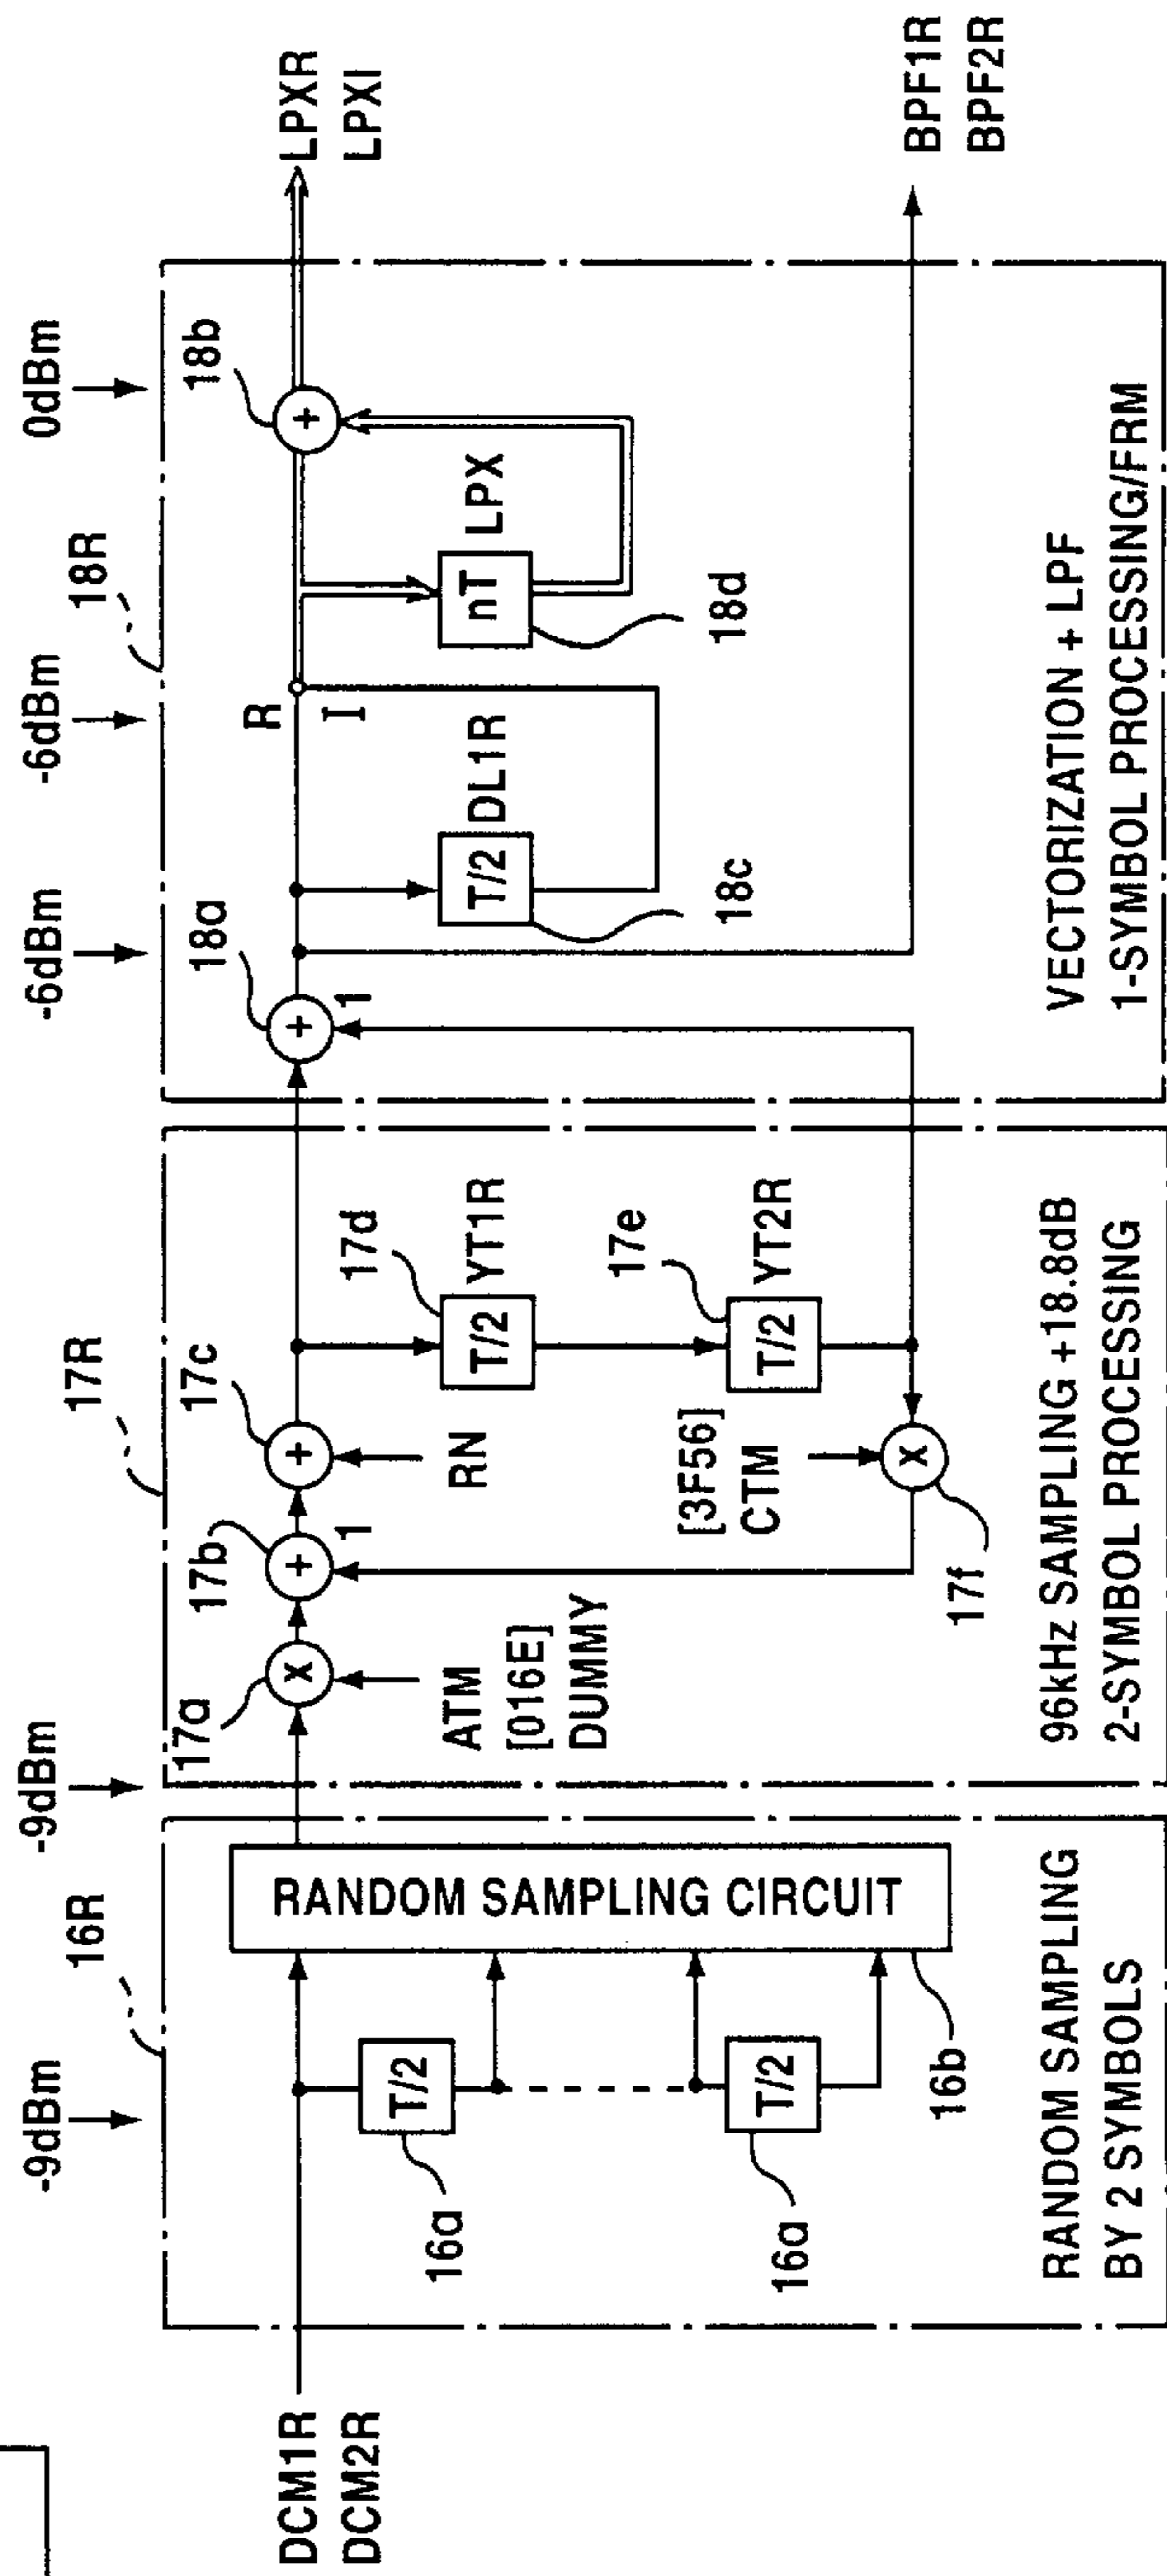 -9dBm
-9dBm
-6dBm
-6dBm
0dBm
16R
17R
18R
DCM1R
DCM2R
T/2
16a
T/2
16a
RANDOM SAMPLING CIRCUIT
16b
RANDOM SAMPLING
BY 2 SYMBOLS
17a
x
ATM
[016E]
DUMMY
17b
+
1
17c
+
RN
17d
T/2
YT1R
17e
T/2
YT2R
[3F56]
CTM
x
17f
96kHz SAMPLING +18.8dB
2-SYMBOL PROCESSING
18a
+
1
T/2
DL1R
18c
R
I
nT
LPX
18d
18b
+
VECTORIZATION + LPF
1-SYMBOL PROCESSING/FRM
LPXR
LPXI
BPF1R
BPF2R